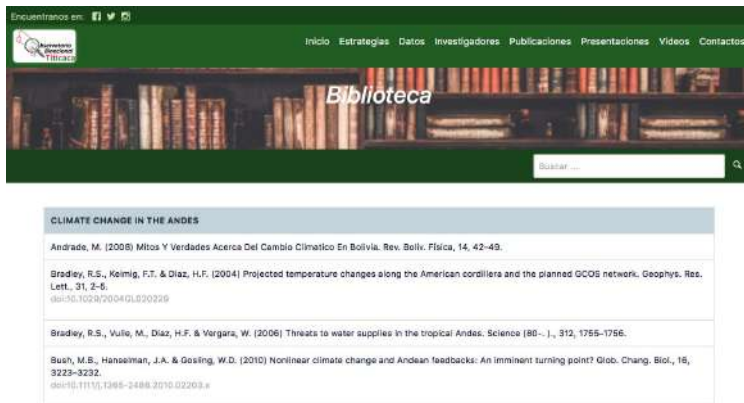 Encuentranos en:
Observatorio
Binacional
Titicaca
Inicio Estrategias Datos Investigadores Publicaciones Presentaciones Videos Contactos
Biblioteca
Buscar ...
CLIMATE CHANGE IN THE ANDES
Andrade, M. (2008) Mitos Y Verdades Acerca Del Cambio Climatico En Bolivia. Rev. Boliv. Física, 14, 42–49.
Bradley, R.S., Keimig, F.T. & Diaz, H.F. (2004) Projected temperature changes along the American cordillera and the planned GCOS network. Geophys. Res.
Lett., 31, 2–5.
doi:10.1029/2004GL020229
Bradley, R.S., Vuile, M., Diaz, H.F. & Vergara, W. (2006) Threats to water supplies in the tropical Andes. Science (80-. )., 312, 1755–1756.
Bush, M.B., Hanselman, J.A. & Gosling, W.D. (2010) Nonlinear climate change and Andean feedbacks: An imminent turning point? Glob. Chang. Biol., 16,
3223–3232.
doi:10.1111/j.1365-2486.2010.02203.x